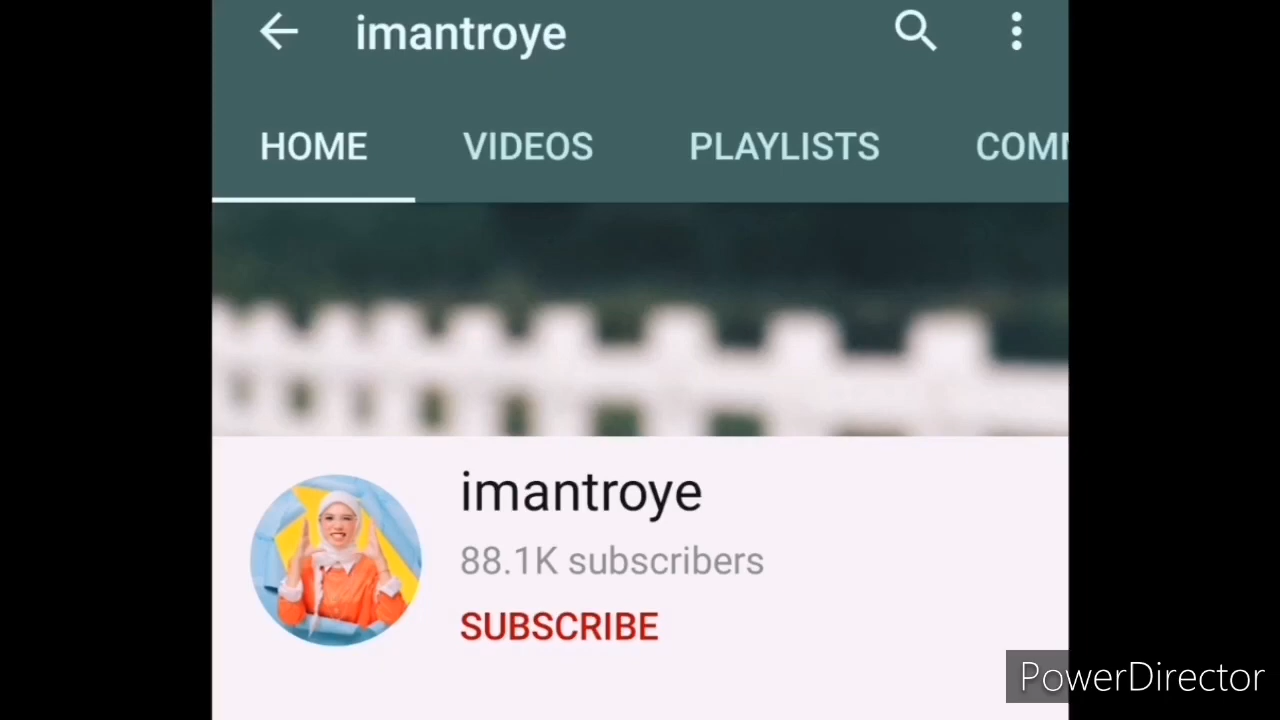 imantroye
HOME VIDEOS PLAYLISTS COMM
imantroye
88.1K subscribers
SUBSCRIBE
PowerDirector